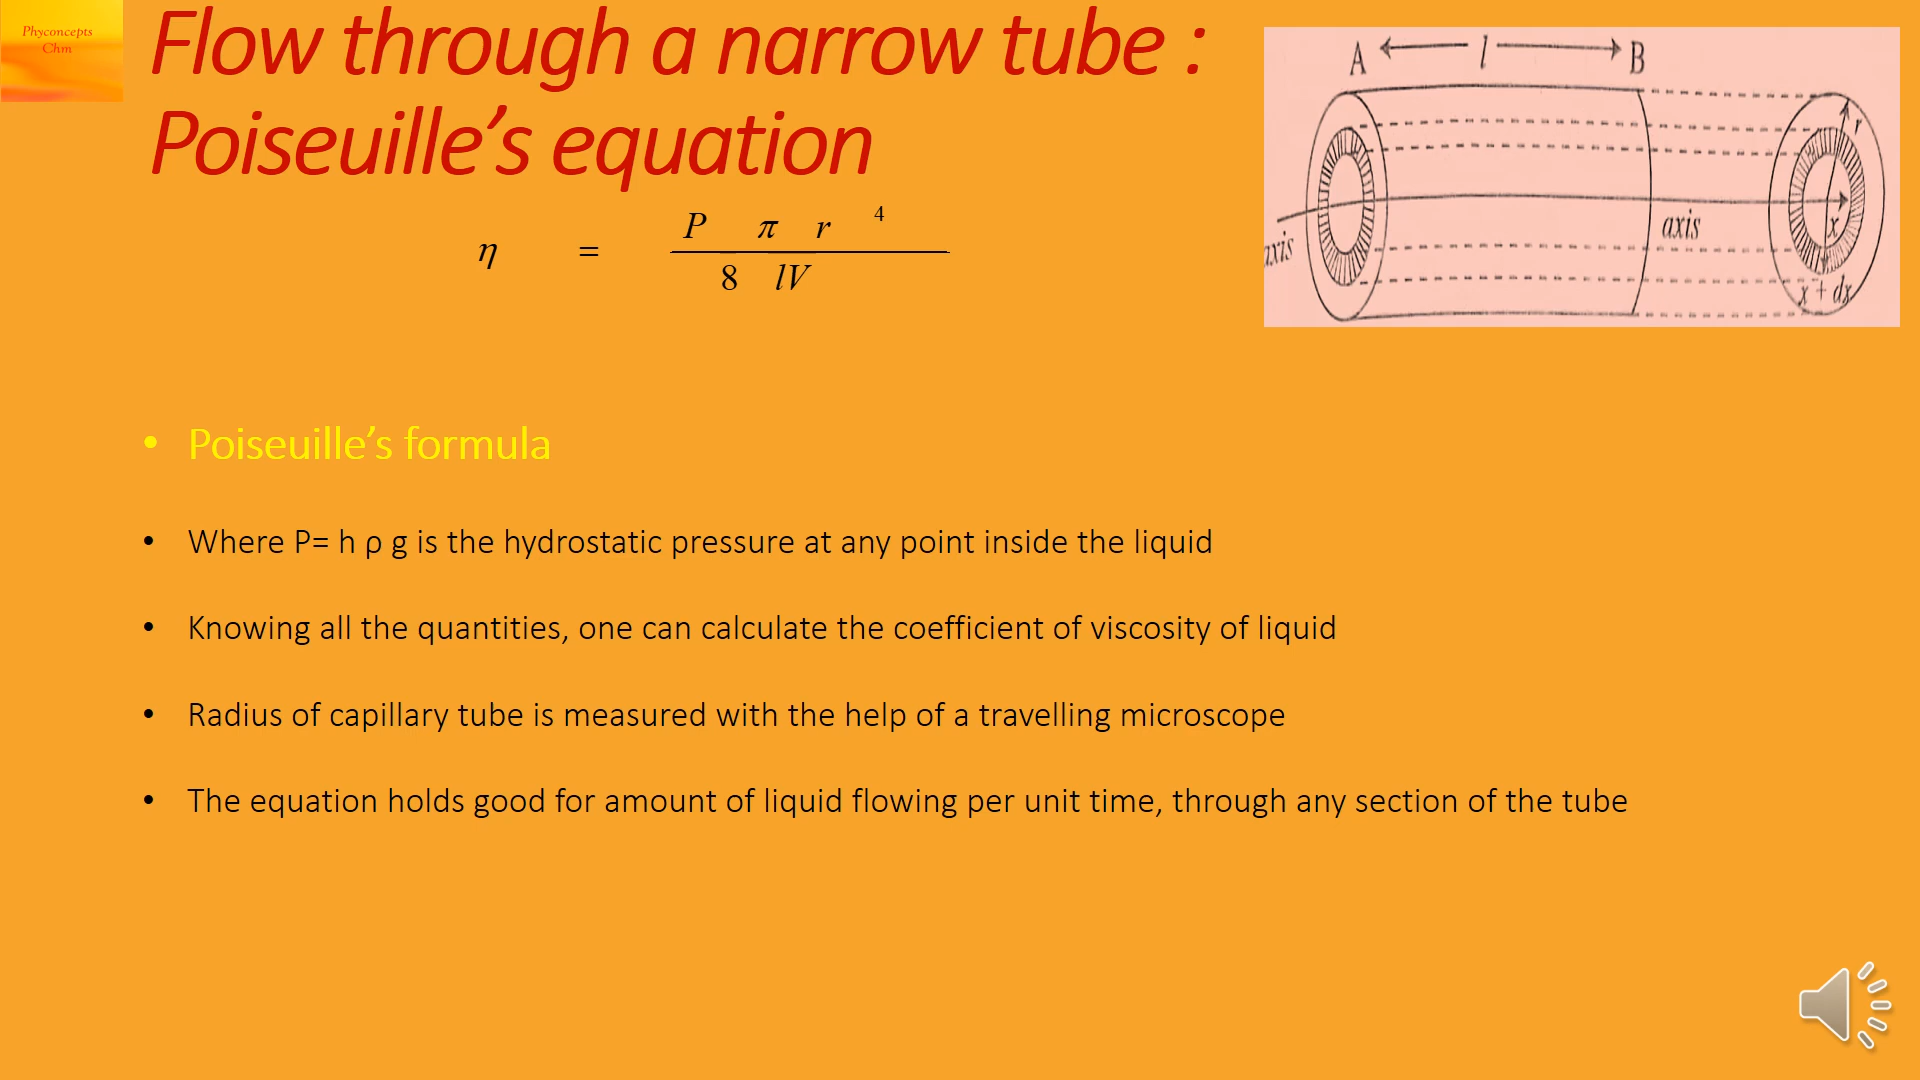 Phyconcepts
Chm
Flow through a narrow tube :
Poiseuille’s equation
η = P π r 4
8 lV
A l B
r
axis
axis
x
x + dx
• Poiseuille’s formula
• Where P= h ρ g is the hydrostatic pressure at any point inside the liquid
• Knowing all the quantities, one can calculate the coefficient of viscosity of liquid
• Radius of capillary tube is measured with the help of a travelling microscope
• The equation holds good for amount of liquid flowing per unit time, through any section of the tube